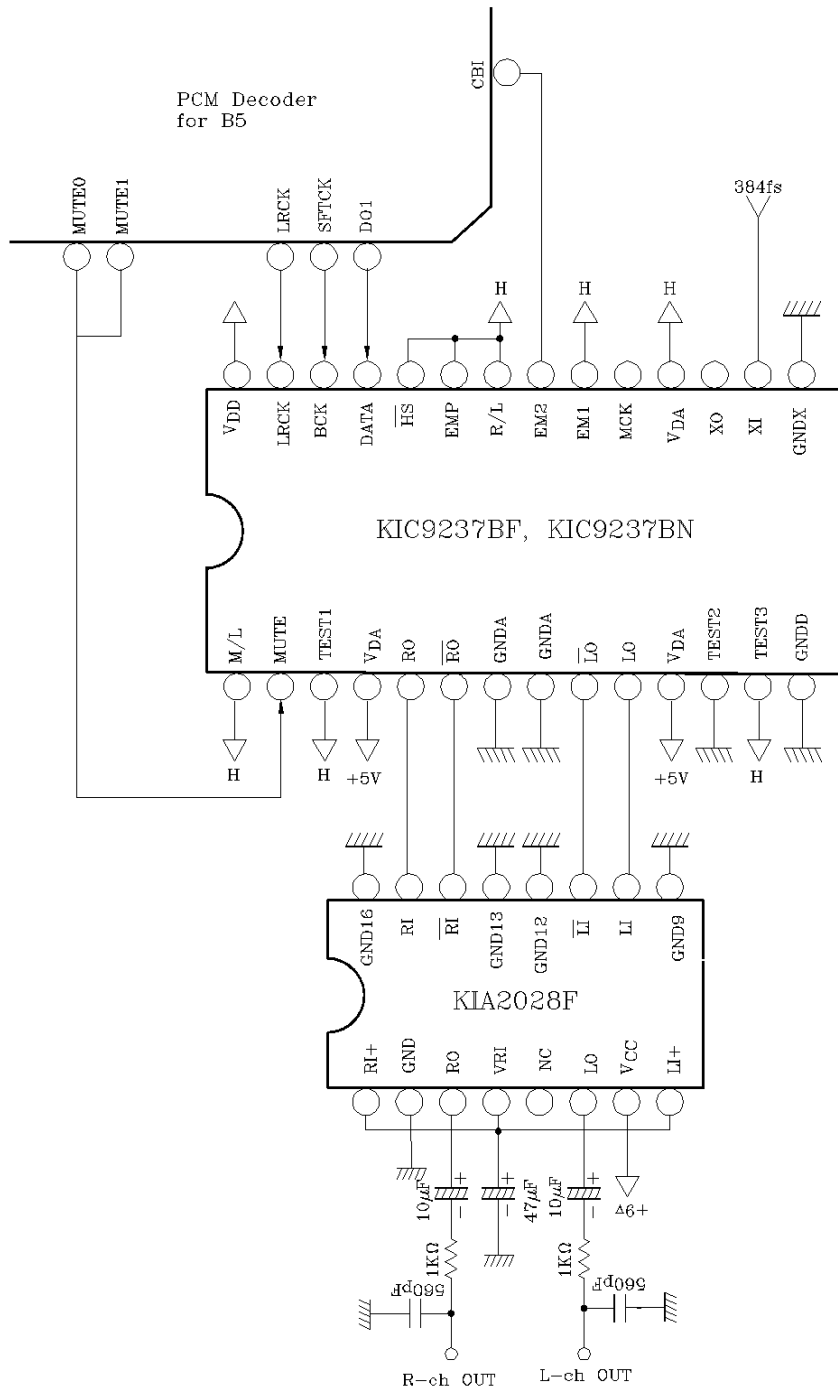 PCM Decoder
for B5
CBI
MUTE0
MUTE1
LRCK
SFTCK
DO1
384fs
H
H
H
VDD
LRCK
BCK
DATA
HS
EMP
R/L
EM2
EM1
MCK
VDA
XO
XI
GNDX
KIC9237BF, KIC9237BN
M/L
MUTE
TEST1
VDA
RO
RO
GNDA
GNDA
LO
LO
VDA
TEST2
TEST3
GNDD
H
H
+5V
+5V
H
GND16
RI
RI
GND13
GND12
LI
LI
GND9
KIA2028F
RI+
GND
RO
VRI
NC
LO
VCC
LI+
10μF
+
-
+
-
47μF
10μF
+
-
+9V
1KΩ
1KΩ
560pF
560pF
R-ch OUT
L-ch OUT